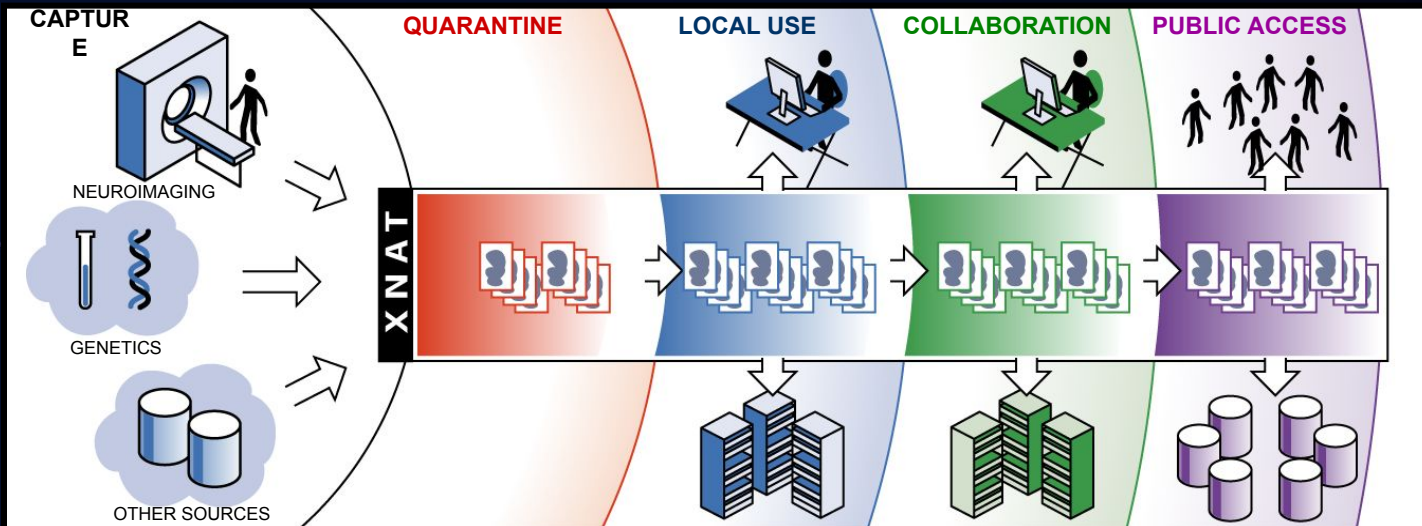 CAPTUR
E
QUARANTINE
LOCAL USE
COLLABORATION
PUBLIC ACCESS
NEUROIMAGING
XNAT
GENETICS
OTHER SOURCES